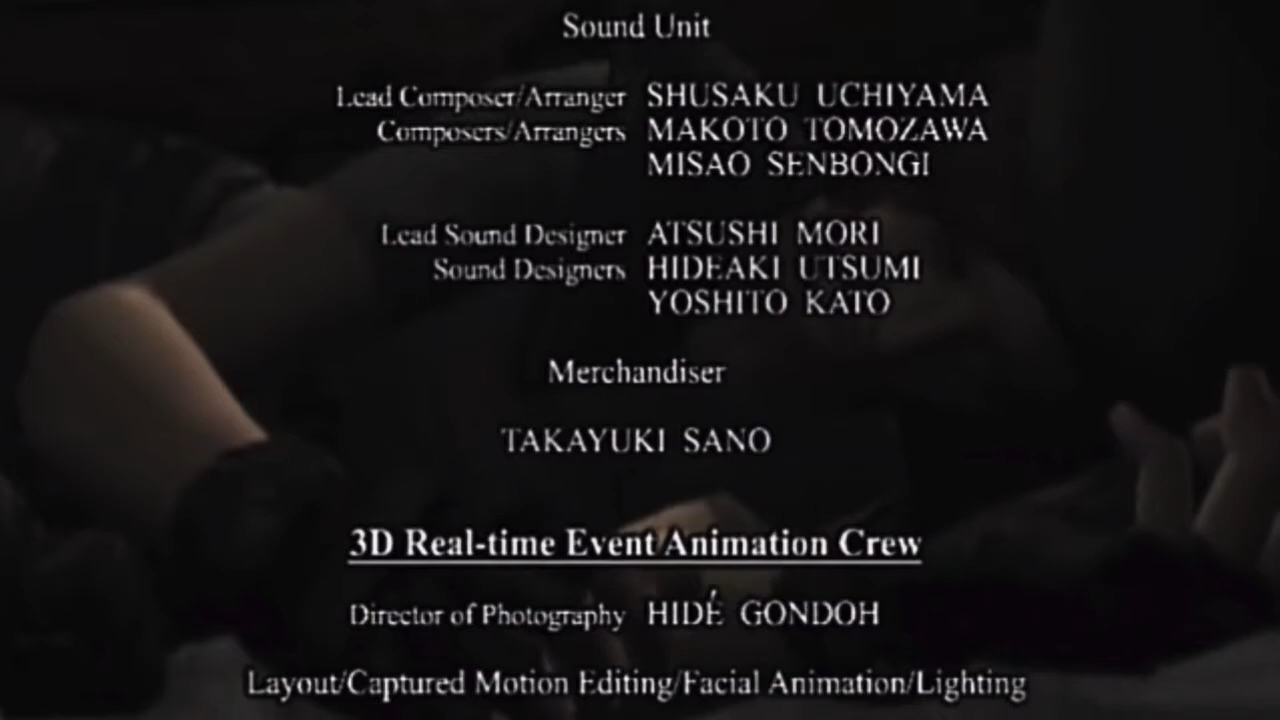 Sound Unit
Lead Composer/Arranger SHUSAKU UCHIYAMA
Composers/Arrangers MAKOTO TOMOZAWA
MISAO SENBONGI
Lead Sound Designer ATSUSHI MORI
Sound Designers HIDEAKI UTSUMI
YOSHITO KATO
Merchandiser
TAKAYUKI SANO
3D Real-time Event Animation Crew
Director of Photography HIDÉ GONDOH
Layout/Captured Motion Editing/Facial Animation/Lighting